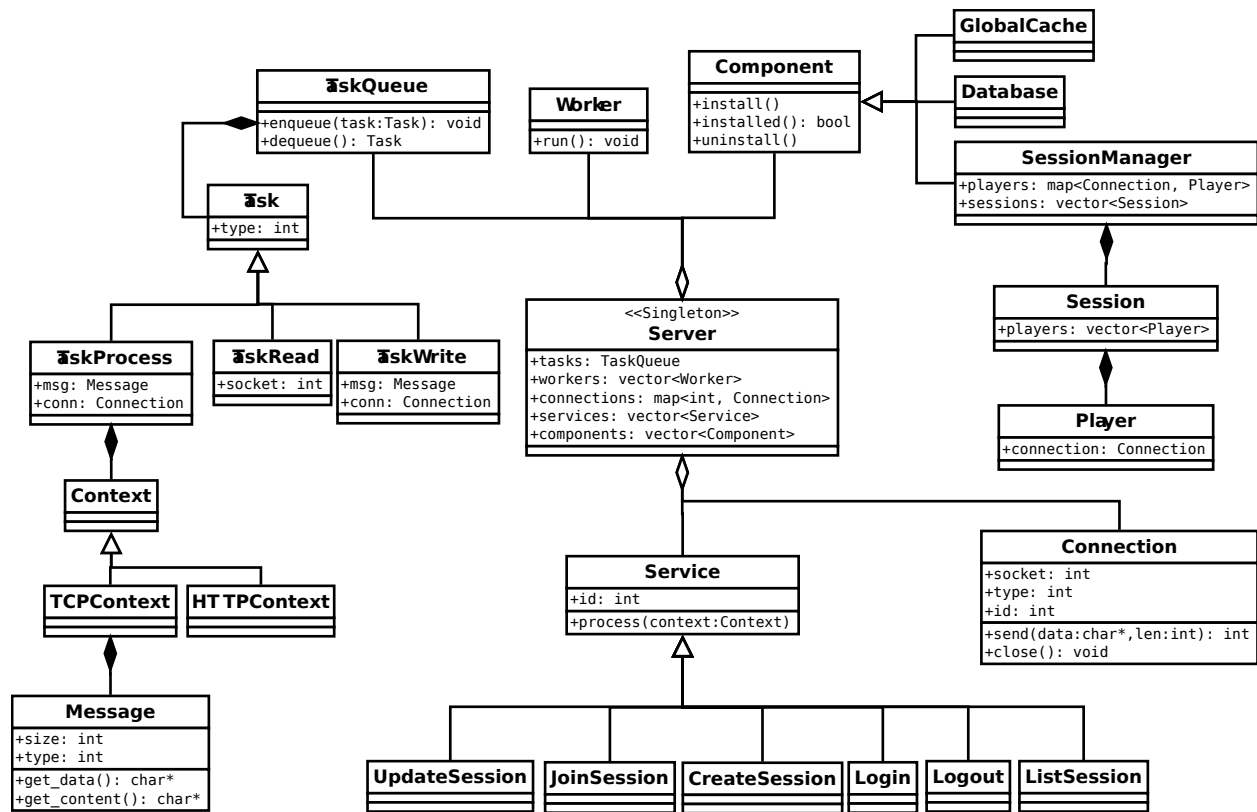 GlobalCache
TaskQueue
+enqueue(task:Task): void
+dequeue(): Task
Worker
+run(): void
Component
+install()
+installed(): bool
+uninstall()
Database
SessionManager
+players: map<Connection, Player>
+sessions: vector<Session>
Task
+type: int
Session
+players: vector<Player>
<<Singleton>>
Server
+tasks: TaskQueue
+workers: vector<Worker>
+connections: map<int, Connection>
+services: vector<Service>
+components: vector<Component>
TaskProcess
+msg: Message
+conn: Connection
TaskRead
+socket: int
TaskWrite
+msg: Message
+conn: Connection
Player
+connection: Connection
Context
Connection
+socket: int
+type: int
+id: int
+send(data:char*,len:int): int
+close(): void
Service
+id: int
+process(context:Context)
TCPContext
HTTPContext
Message
+size: int
+type: int
+get_data(): char*
+get_content(): char*
UpdateSession
JoinSession
CreateSession
Login
Logout
ListSession